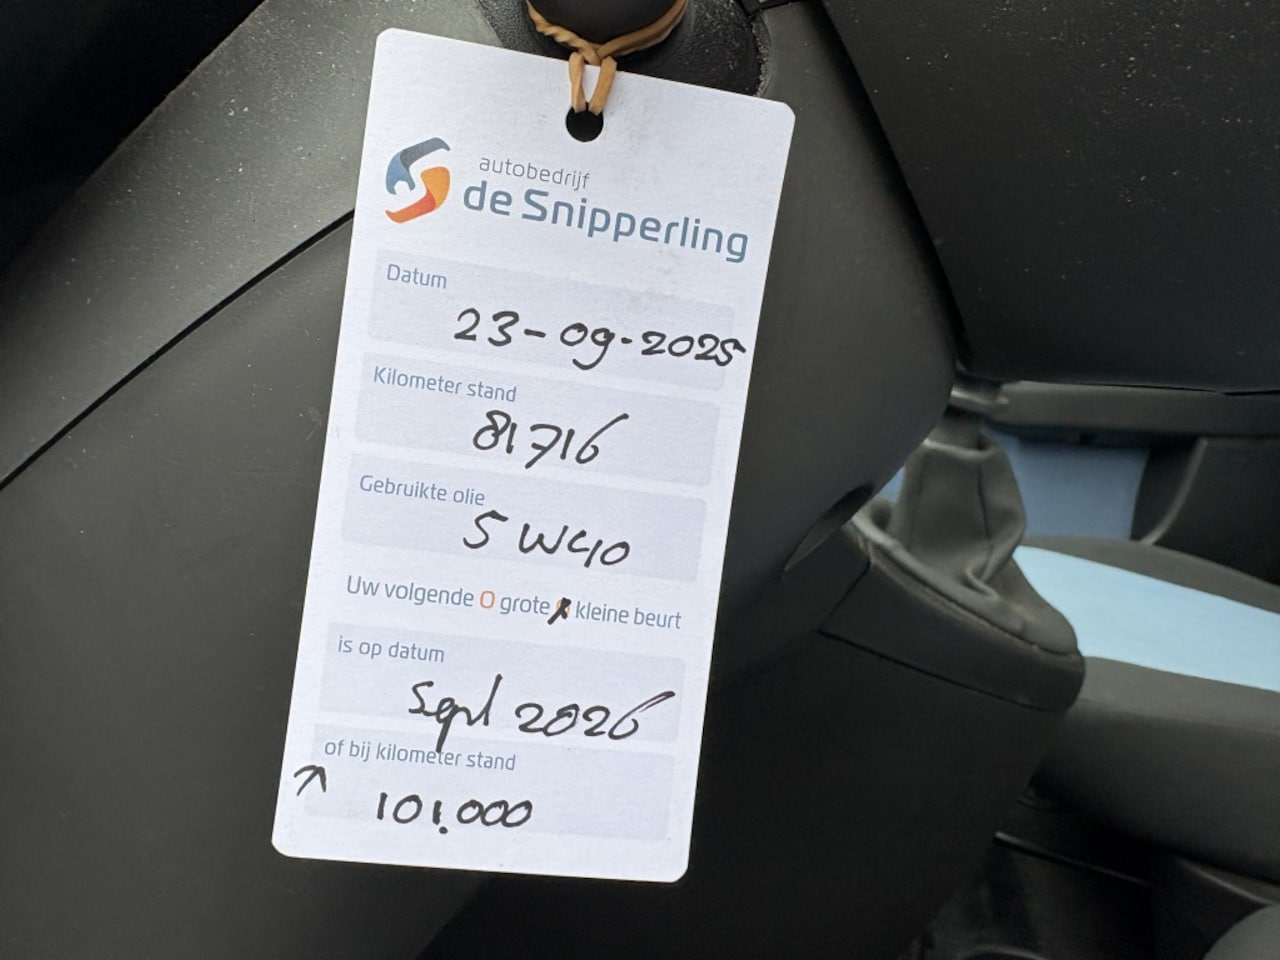 autobedrijf
de Snipperling
Datum
23-09-2025
Kilometer stand
81716
Gebruikte olie
5W40
Uw volgende O grote O kleine beurt
is op datum
Sept 2026
of bij kilometer stand
101.000